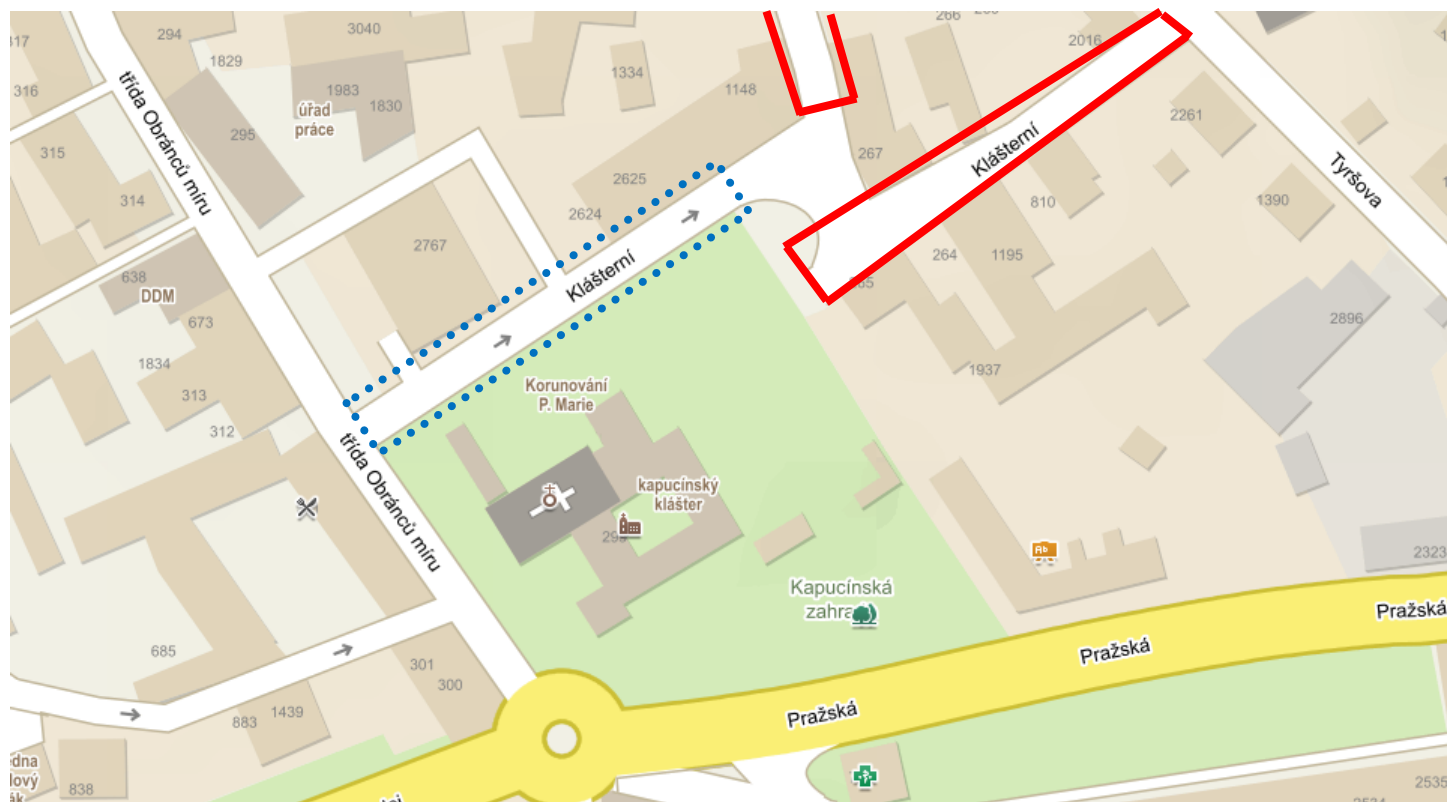 317
294
3040
266
2016
1829
1334
316
1983
1148
úřad
práce
1830
2261
295
třída Obránců míru
267
315
Klášterní
Tyršova
314
2625
810
1390
2624
2767
264
1195
638
DDM
Klášterní
673
2896
1834
1937
313
Korunování
P. Marie
312
třída Obránců míru
kapucínský
klášter
2323
Kapucínská
zahra
Pražská
Pražská
685
301
300
Pražská
883
1439
838
2535